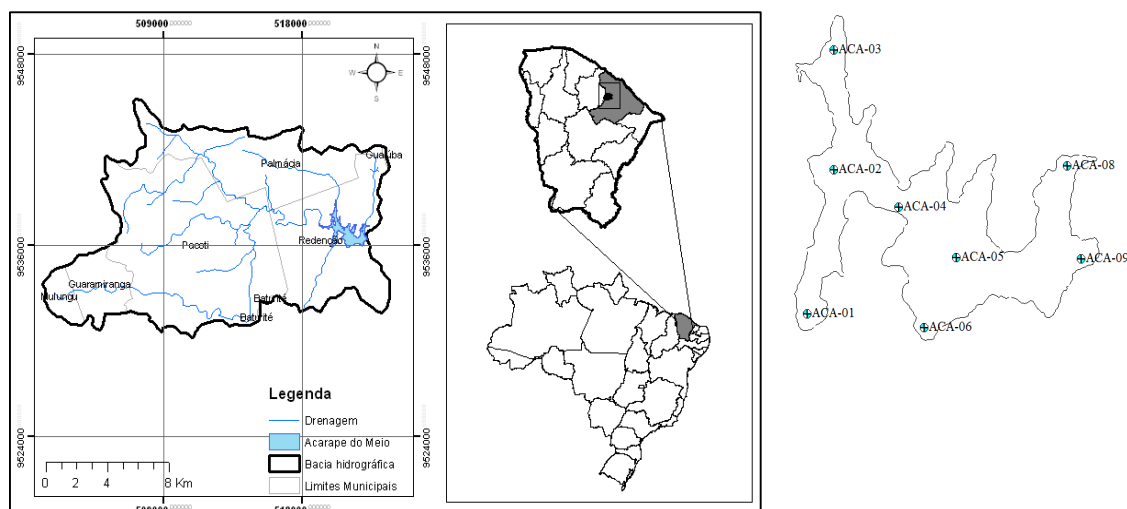 509000,000000
518000,000000
9548000
9548000
N
W
E
S
Palmácia
Guaiúba
Redenção
Pacoti
9536000
9536000
Guaramiranga
Mulungu
Baturité
Baturité
Legenda
Drenagem
Acarape do Meio
Bacia hidrográfica
Limites Municipais
9524000
9524000
0 2 4 8 Km
ACA-03
ACA-02
ACA-08
ACA-04
ACA-05
ACA-09
ACA-01
ACA-06